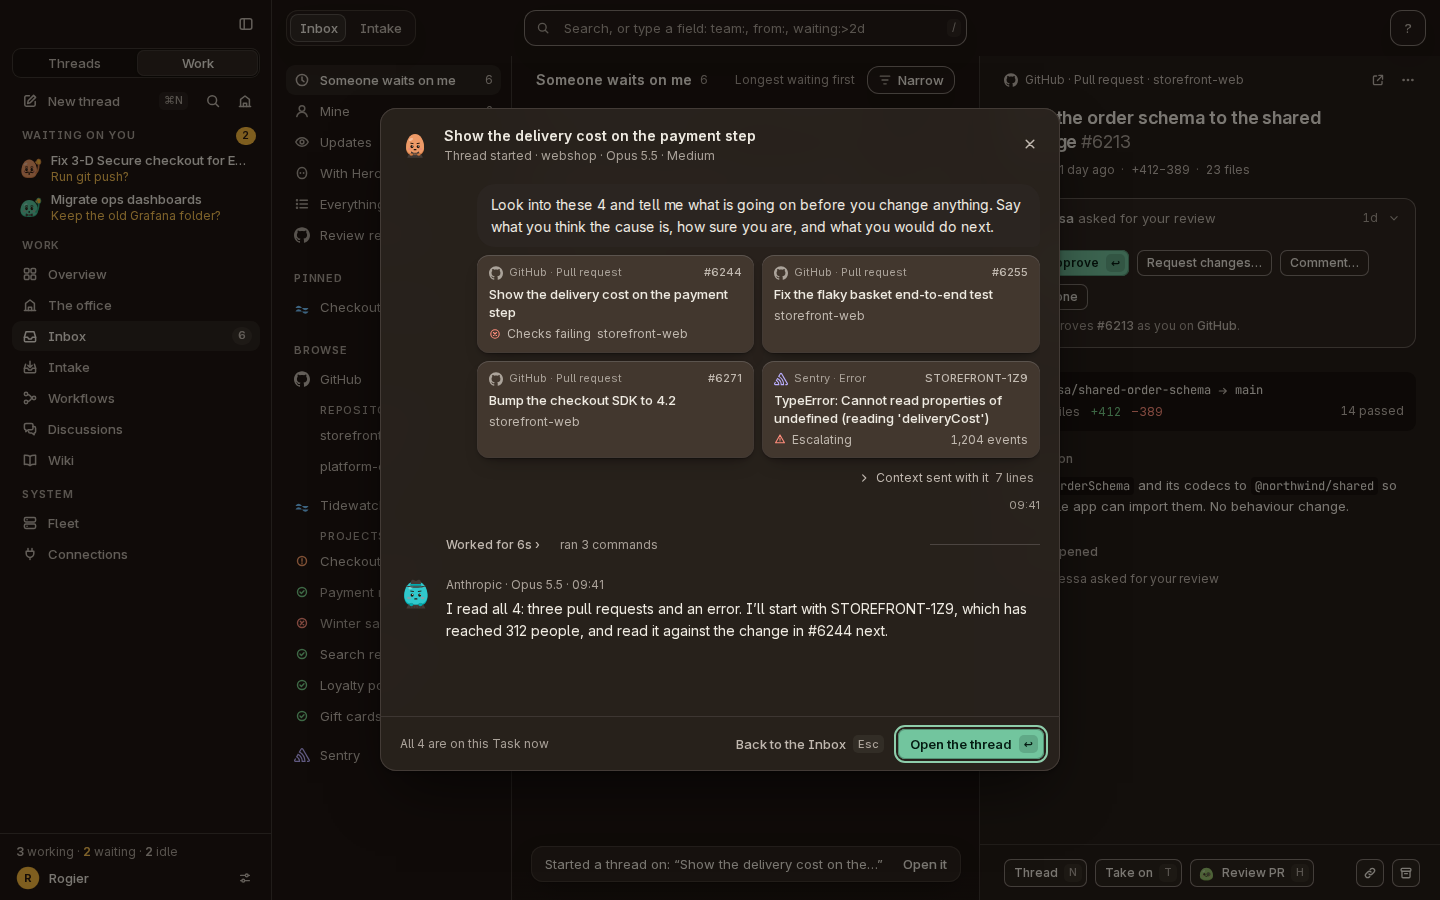 Threads
Work
New thread
⌘N
WAITING ON YOU
2
Fix 3-D Secure checkout for E…
Run git push?
Migrate ops dashboards
Keep the old Grafana folder?
WORK
Overview
The office
Inbox
6
Intake
Workflows
Discussions
Wiki
SYSTEM
Fleet
Connections
3 working · 2 waiting · 2 idle
R
Rogier
Inbox
Intake
Search, or type a field: team:, from:, waiting:>2d
/
?
Someone waits on me
6
Mine
Updates
With Herc
Everything
Review re
PINNED
Checkout
BROWSE
GitHub
REPOSITO
storefront
platform-
Tidewatc
PROJECTS
Checkout
Payment
Winter sa
Search re
Loyalty po
Gift cards
Sentry
Someone waits on me 6
Longest waiting first
Narrow
Show the delivery cost on the payment step
Thread started · webshop · Opus 5.5 · Medium
Look into these 4 and tell me what is going on before you change anything. Say
what you think the cause is, how sure you are, and what you would do next.
GitHub · Pull request
#6244
Show the delivery cost on the payment
step
Checks failing storefront-web
GitHub · Pull request
#6255
Fix the flaky basket end-to-end test
storefront-web
GitHub · Pull request
#6271
Bump the checkout SDK to 4.2
storefront-web
Sentry · Error
STOREFRONT-1Z9
TypeError: Cannot read properties of
undefined (reading 'deliveryCost')
Escalating
1,204 events
Context sent with it 7 lines
09:41
Worked for 6s ›
ran 3 commands
Anthropic · Opus 5.5 · 09:41
I read all 4: three pull requests and an error. I’ll start with STOREFRONT-1Z9, which has
reached 312 people, and read it against the change in #6244 next.
All 4 are on this Task now
Back to the Inbox
Esc
Open the thread
Started a thread on: “Show the delivery cost on the…”
Open it
GitHub · Pull request · storefront-web
the order schema to the shared
ge #6213
1 day ago · +412−389 · 23 files
sa asked for your review
1d
prove
Request changes…
Comment…
one
roves #6213 as you on GitHub.
sa/shared-order-schema → main
iles +412 −389
14 passed
on
rderSchema and its codecs to @northwind/shared so
e app can import them. No behaviour change.
pened
essa asked for your review
Thread N
Take on T
Review PR H